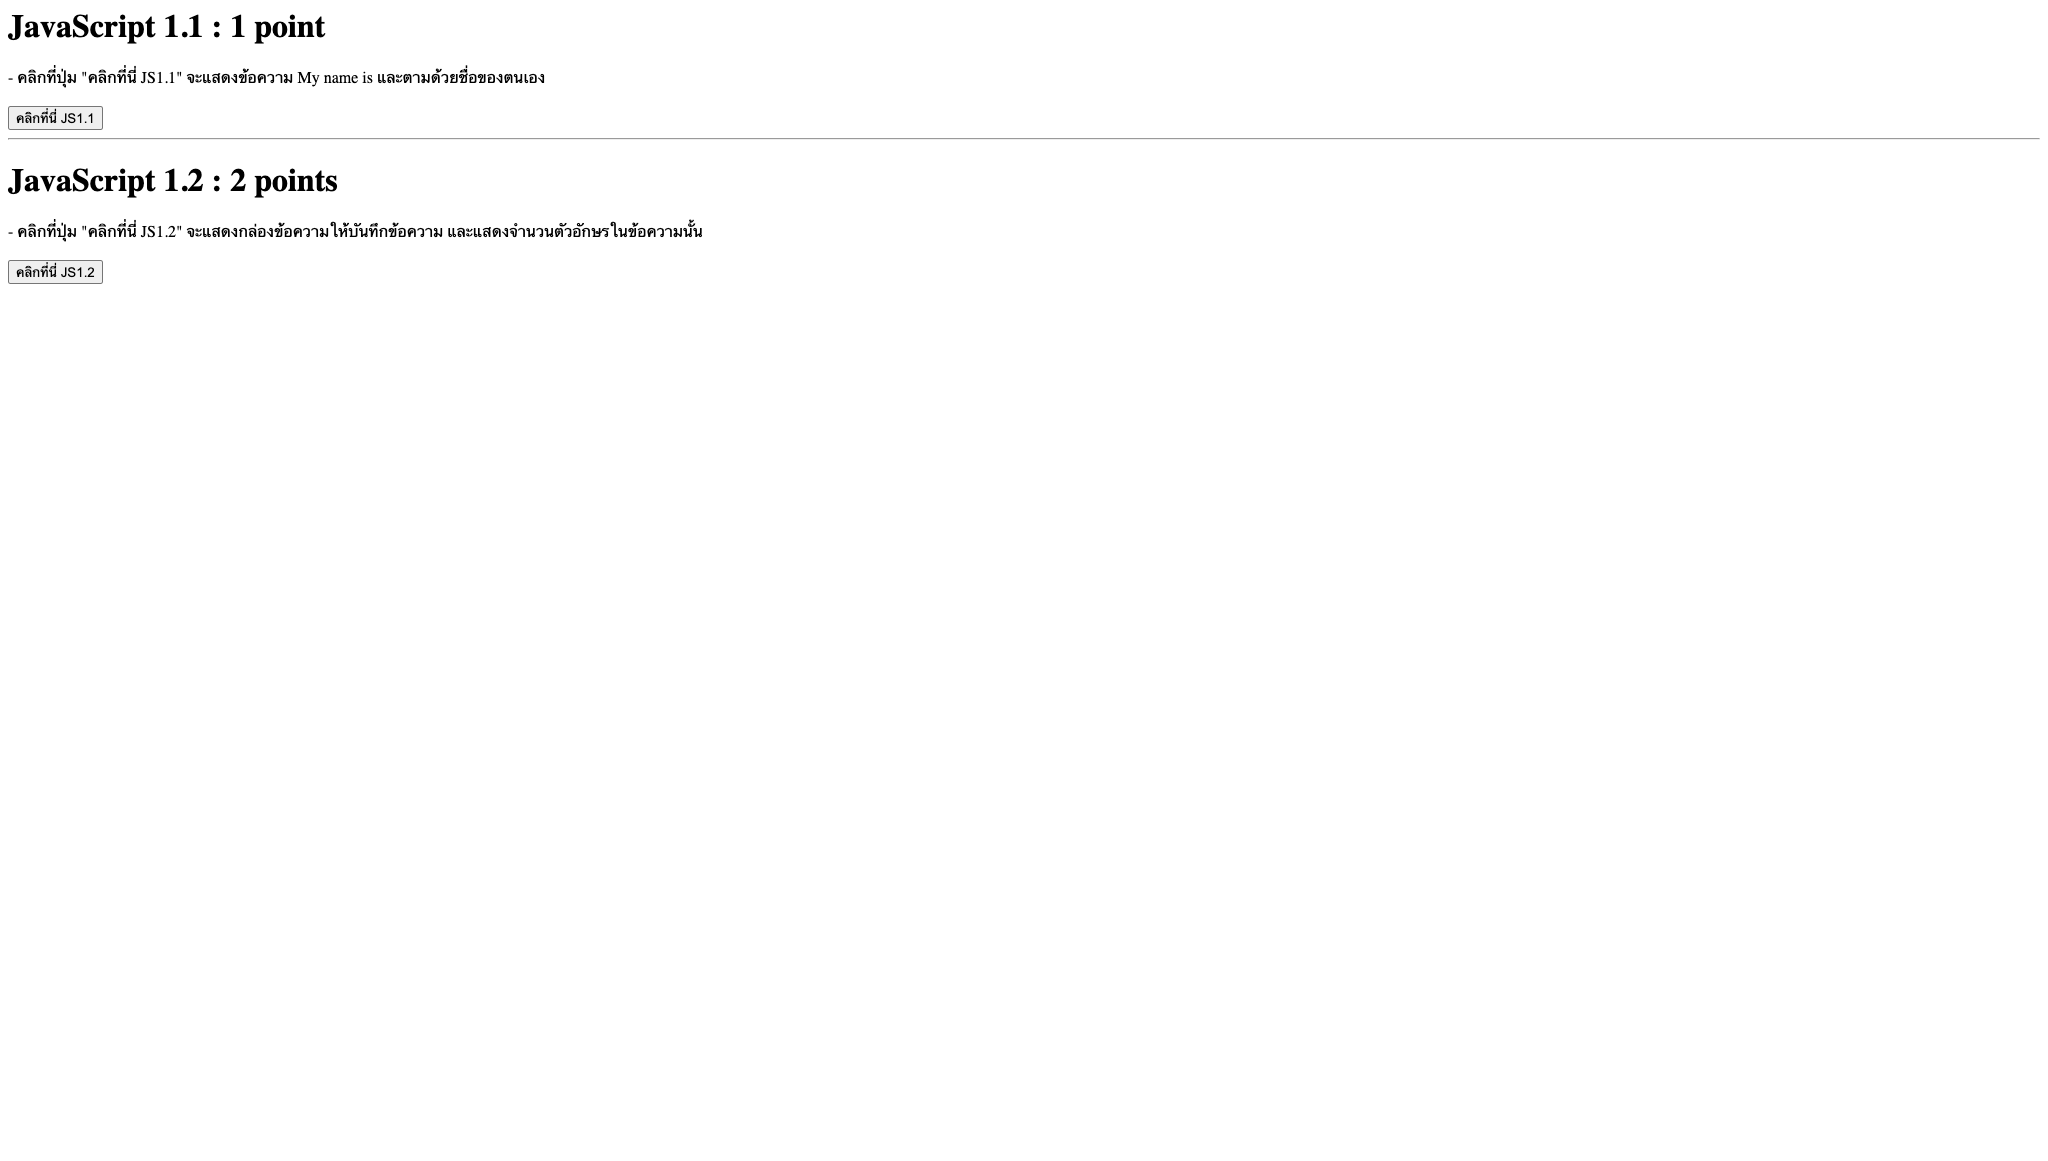 JavaScript 1.1 : 1 point
- คลิกที่ปุ่ม "คลิกที่นี่ JS1.1" จะแสดงข้อความ My name is และตามด้วยชื่อของตนเอง
คลิกที่นี่ JS1.1
JavaScript 1.2 : 2 points
- คลิกที่ปุ่ม "คลิกที่นี่ JS1.2" จะแสดงกล่องข้อความให้บันทึกข้อความ และแสดงจำนวนตัวอักษรในข้อความนั้น
คลิกที่นี่ JS1.2